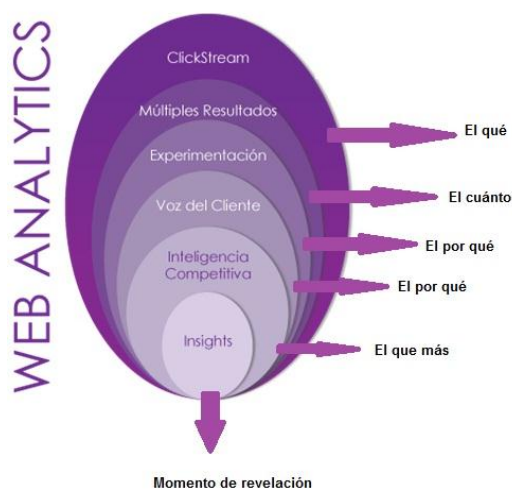 WEB ANALYTICS
ClickStream
Múltiples Resultados
El qué
Experimentación
El cuánto
Voz del Cliente
El por qué
Inteligencia
Competitiva
El por qué
Insights
El que más
Momento de revelación